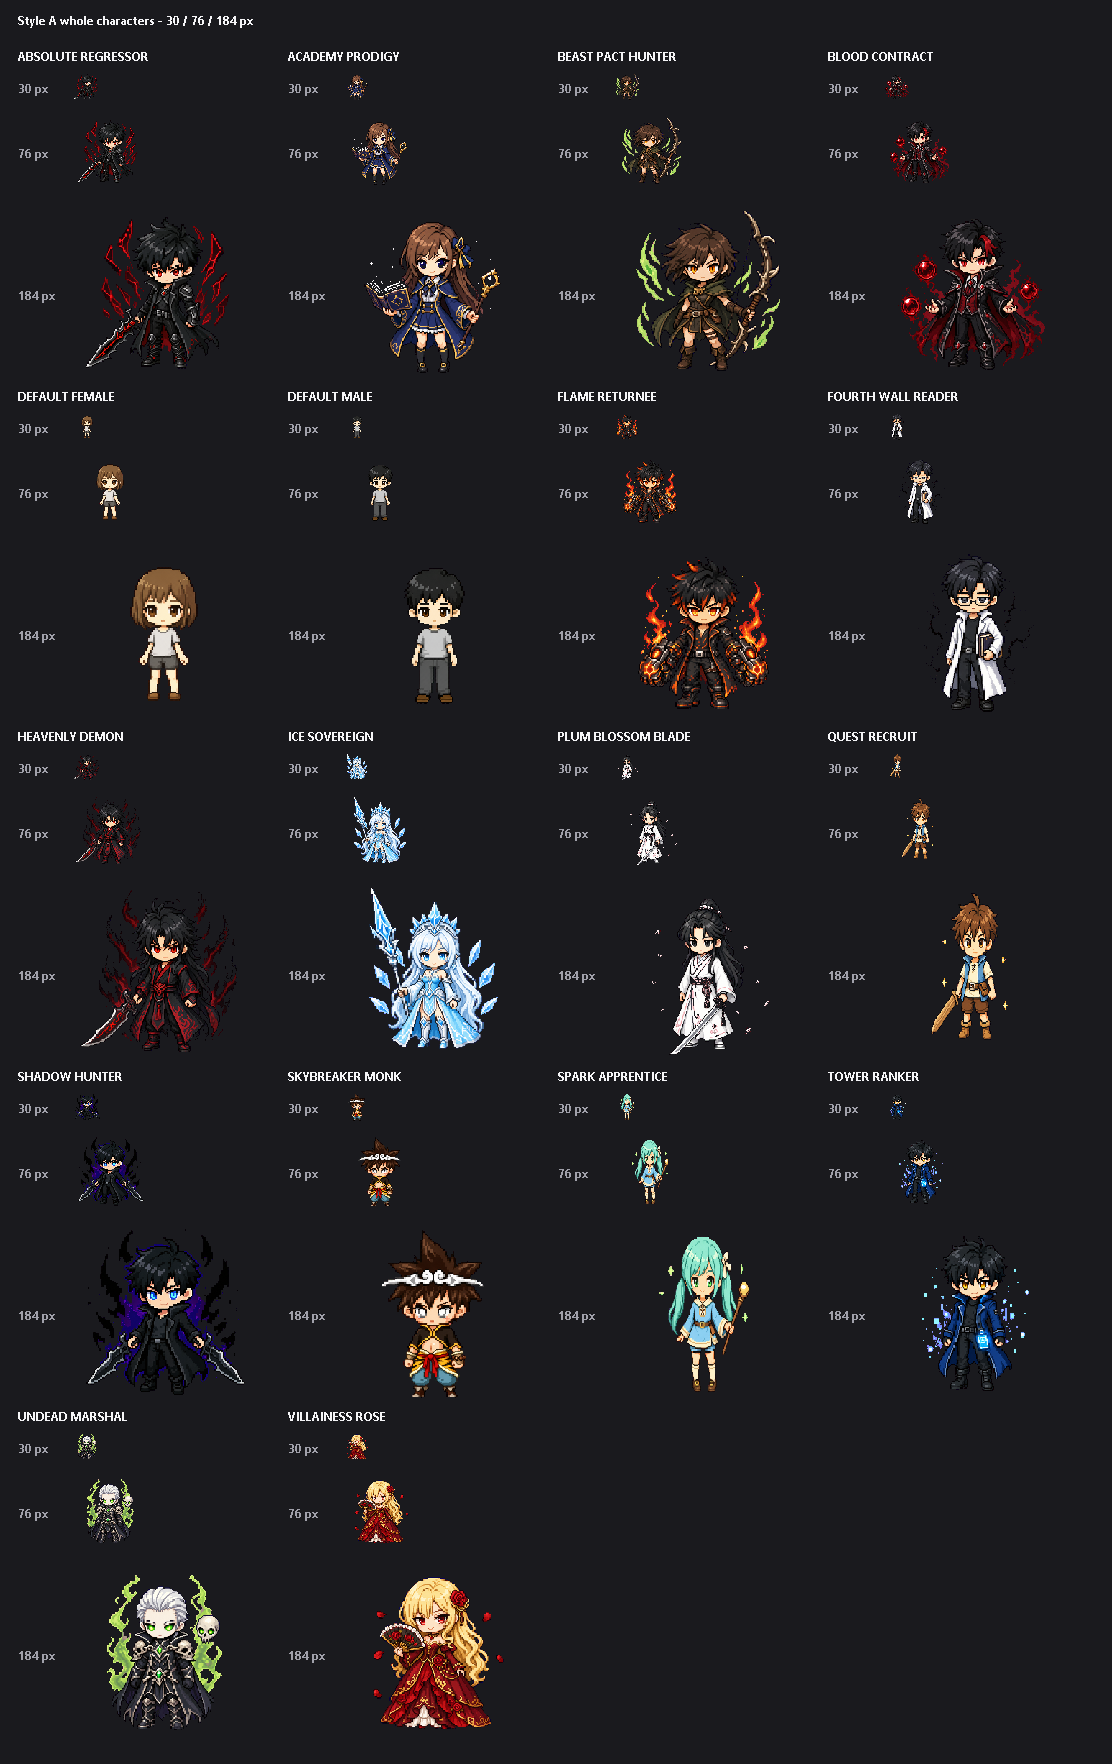 Style A whole characters - 30 / 76 / 184 px
ABSOLUTE REGRESSOR ACADEMY PRODIGY BEAST PACT HUNTER BLOOD CONTRACT
30 px 30 px 30 px 30 px
76 px 76 px 76 px 76 px
184 px 184 px 184 px 184 px
DEFAULT FEMALE DEFAULT MALE FLAME RETURNEE FOURTH WALL READER
30 px 30 px 30 px 30 px
76 px 76 px 76 px 76 px
184 px 184 px 184 px 184 px
HEAVENLY DEMON ICE SOVEREIGN PLUM BLOSSOM BLADE QUEST RECRUIT
30 px 30 px 30 px 30 px
76 px 76 px 76 px 76 px
184 px 184 px 184 px 184 px
SHADOW HUNTER SKYBREAKER MONK SPARK APPRENTICE TOWER RANKER
30 px 30 px 30 px 30 px
76 px 76 px 76 px 76 px
184 px 184 px 184 px 184 px
UNDEAD MARSHAL VILLAINESS ROSE
30 px 30 px
76 px 76 px
184 px 184 px